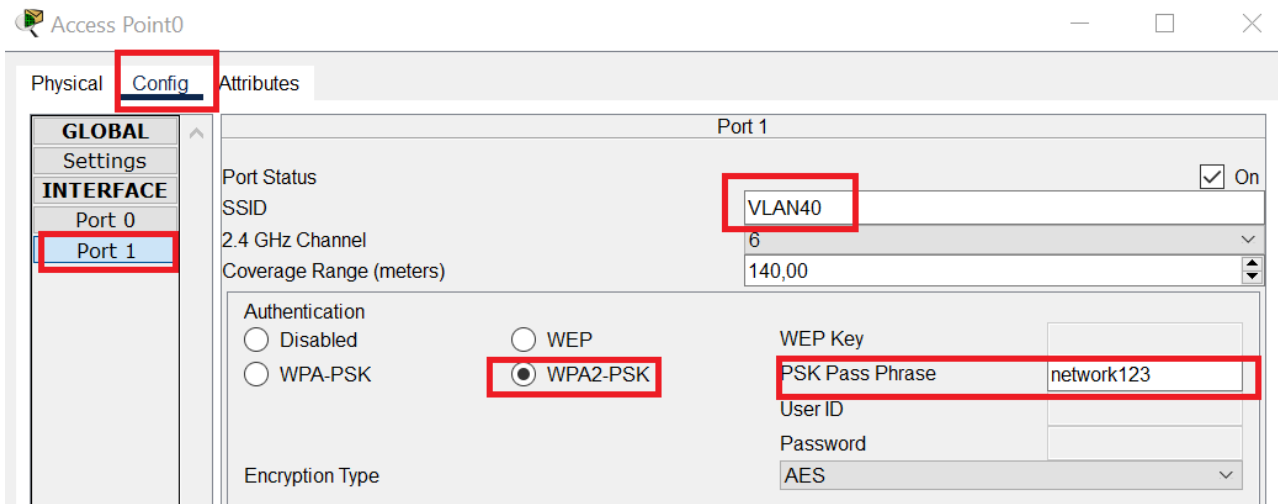 Access Point0
Physical Config Attributes
GLOBAL
Settings
INTERFACE
Port 0
Port 1
Port 1
Port Status On
SSID VLAN40
2.4 GHz Channel 6
Coverage Range (meters) 140,00
Authentication
Disabled WEP WEP Key
WPA-PSK WPA2-PSK PSK Pass Phrase network123
User ID
Password
Encryption Type AES